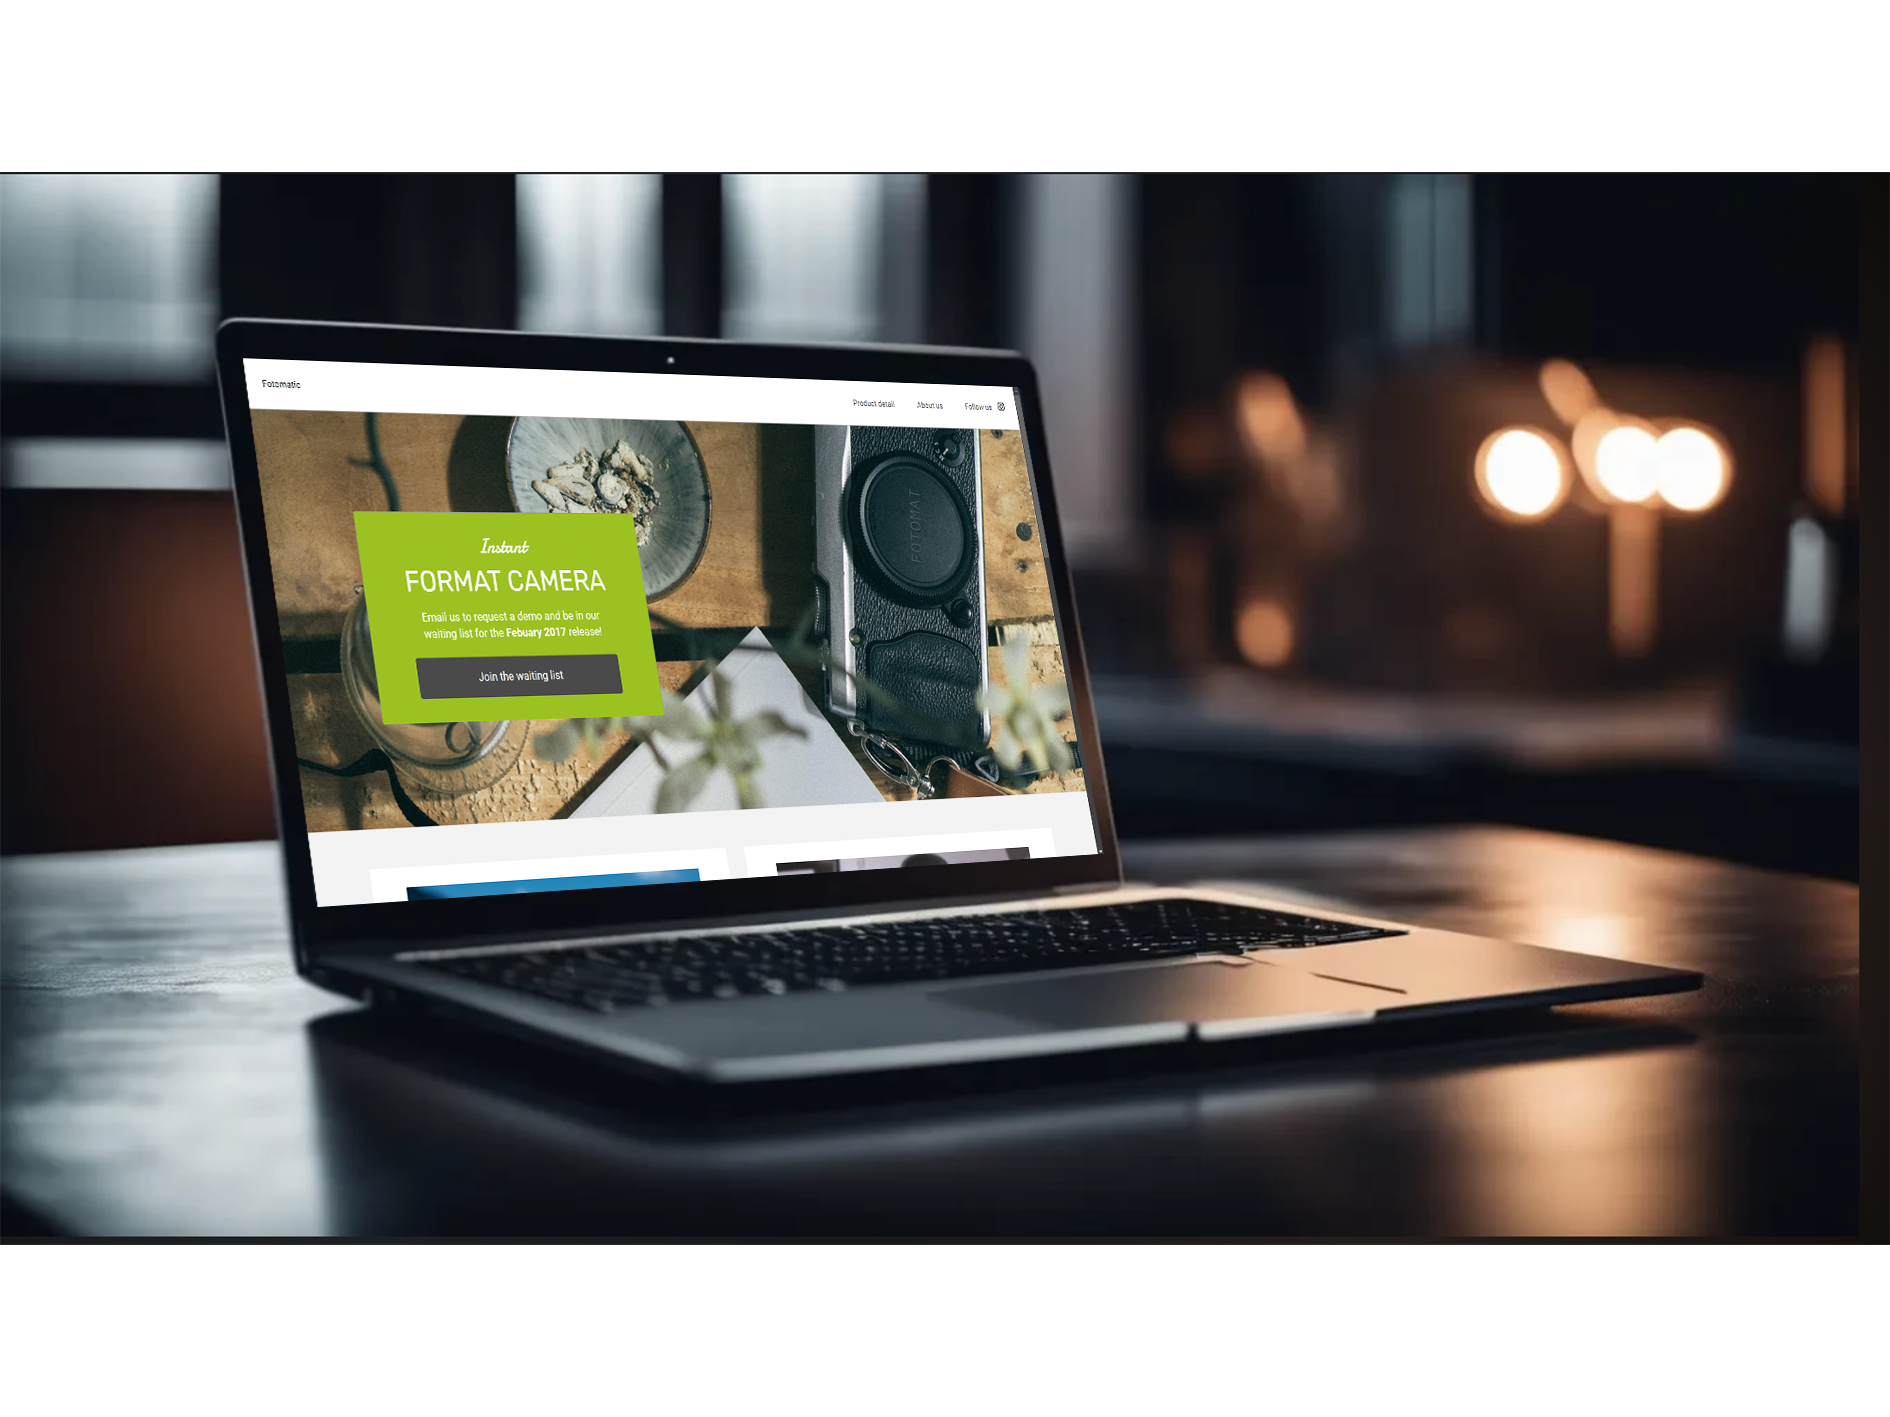 Fotomatic
Product detail About us Follow us
Instant
FORMAT CAMERA
Email us to request a demo and be in our
waiting list for the Febuary 2017 release!
Join the waiting list
FOTOMAT